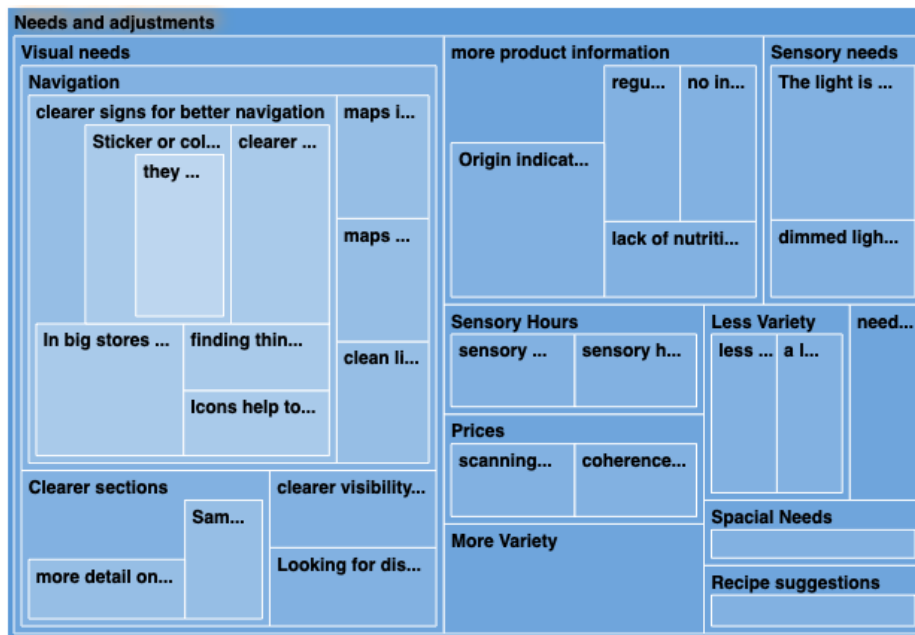 Needs and adjustments
Visual needs
Navigation
clearer signs for better navigation
Sticker or col...
they ...
clearer ...
In big stores ...
finding thin...
Icons help to...
maps i...
maps ...
clean li...
Clearer sections
Sam...
more detail on...
clearer visibility...
Looking for dis...
more product information
regu...
no in...
Origin indicat...
lack of nutriti...
Sensory needs
The light is ...
dimmed ligh...
Sensory Hours
sensory ...
sensory h...
Prices
scanning...
coherence...
More Variety
Less Variety
less ...
a l...
need...
Spacial Needs
Recipe suggestions